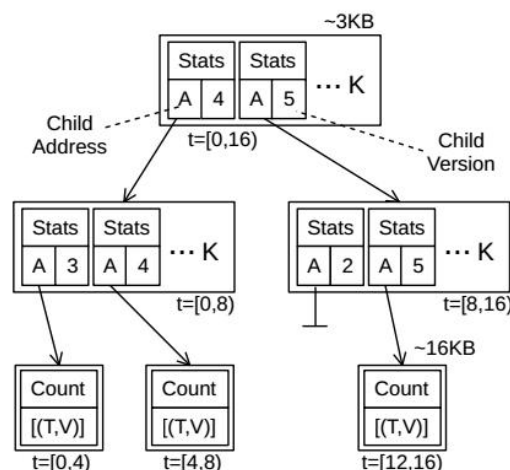 ~3KB
Stats Stats
A 4 A 5 ··· K
Child
Address
t=[0,16)
Child
Version
Stats Stats
A 3 A 4 ··· K
t=[0,8)
Stats Stats
A 2 A 5 ··· K
t=[8,16)
~16KB
Count
[(T,V)]
t=[0,4)
Count
[(T,V)]
t=[4,8)
Count
[(T,V)]
t=[12,16)